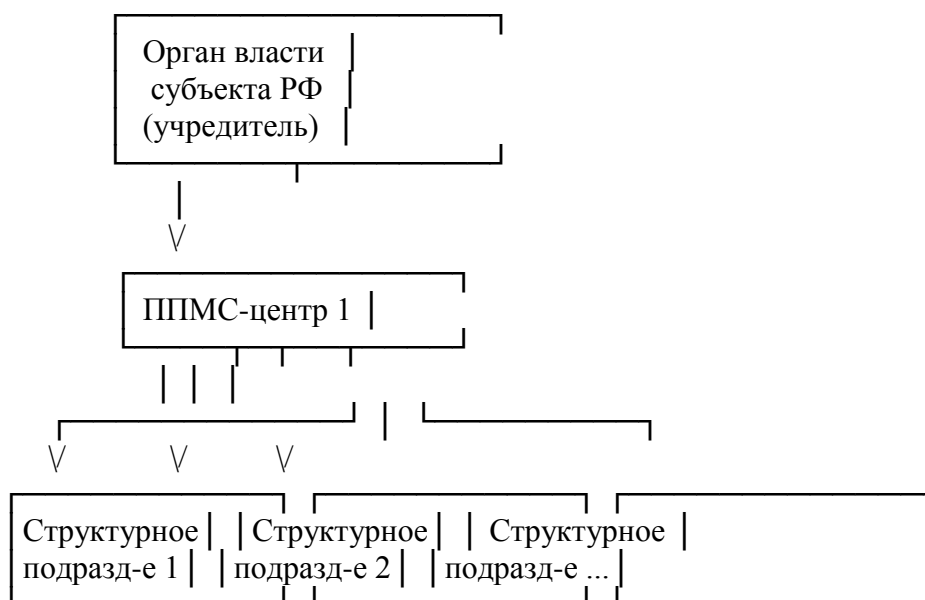 Орган власти
субъекта РФ
(учредитель)
ППМС-центр 1
Структурное Структурное Структурное
подразд-е 1 подразд-е 2 подразд-е ...